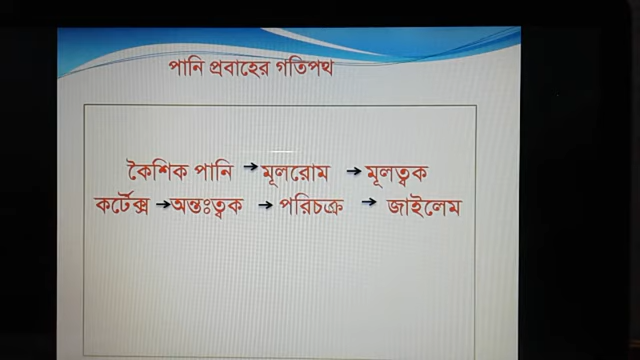 পানি প্রবাহের গতিপথ
কৈশিক পানি → মূলরোম → মূলত্বক
কর্টেক্স → অন্তঃত্বক → পরিচক্র → জাইলেম